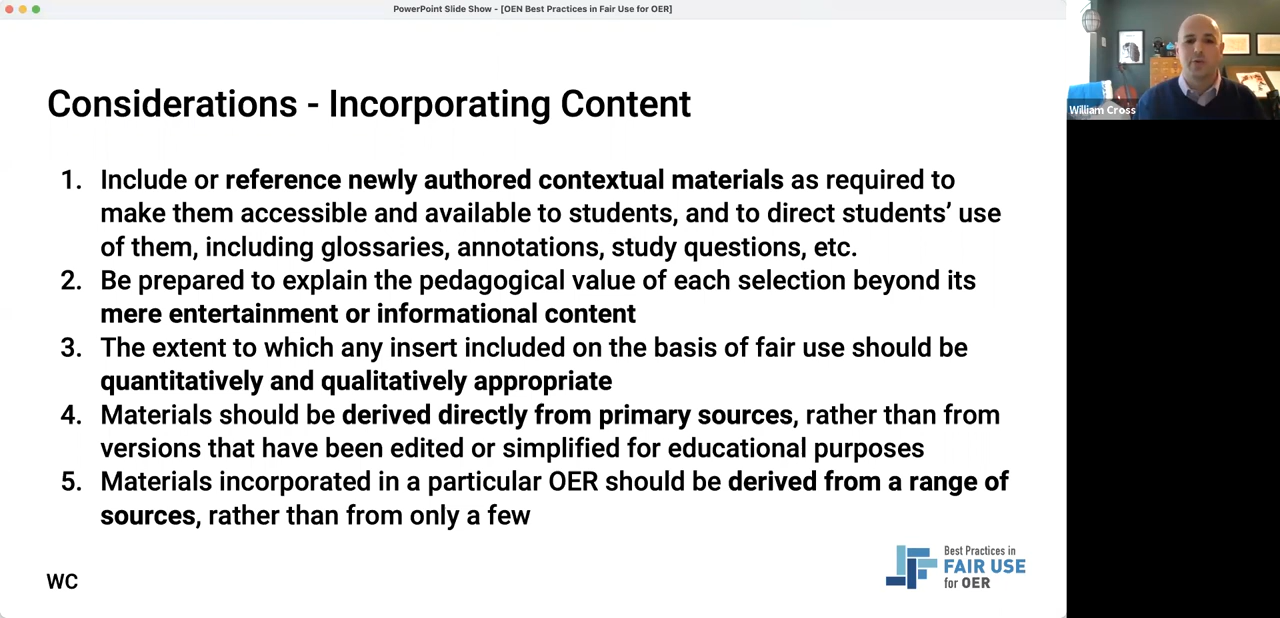 PowerPoint Slide Show - [OEN Best Practices in Fair Use for OER]
Considerations - Incorporating Content
1. Include or reference newly authored contextual materials as required to
make them accessible and available to students, and to direct students’ use
of them, including glossaries, annotations, study questions, etc.
2. Be prepared to explain the pedagogical value of each selection beyond its
mere entertainment or informational content
3. The extent to which any insert included on the basis of fair use should be
quantitatively and qualitatively appropriate
4. Materials should be derived directly from primary sources, rather than from
versions that have been edited or simplified for educational purposes
5. Materials incorporated in a particular OER should be derived from a range of
sources, rather than from only a few
WC
Best Practices in
FAIR USE
for OER
William Cross